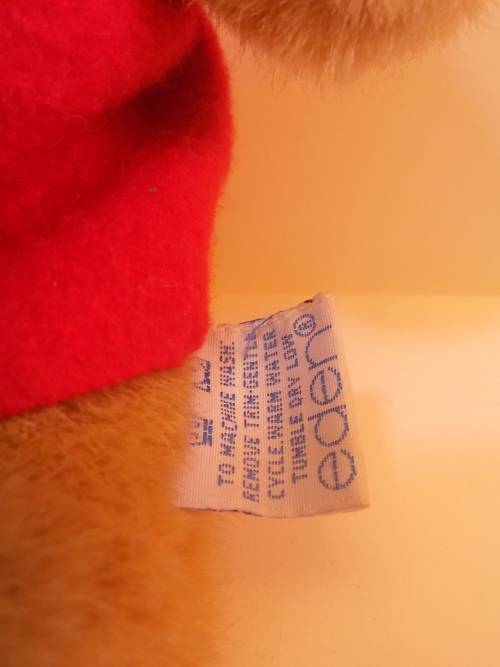 TO MACHINE WASH
REMOVE TRIM-GENTLE
CYCLE.WARM WATER
TUMBLE DRY LOW
eden®